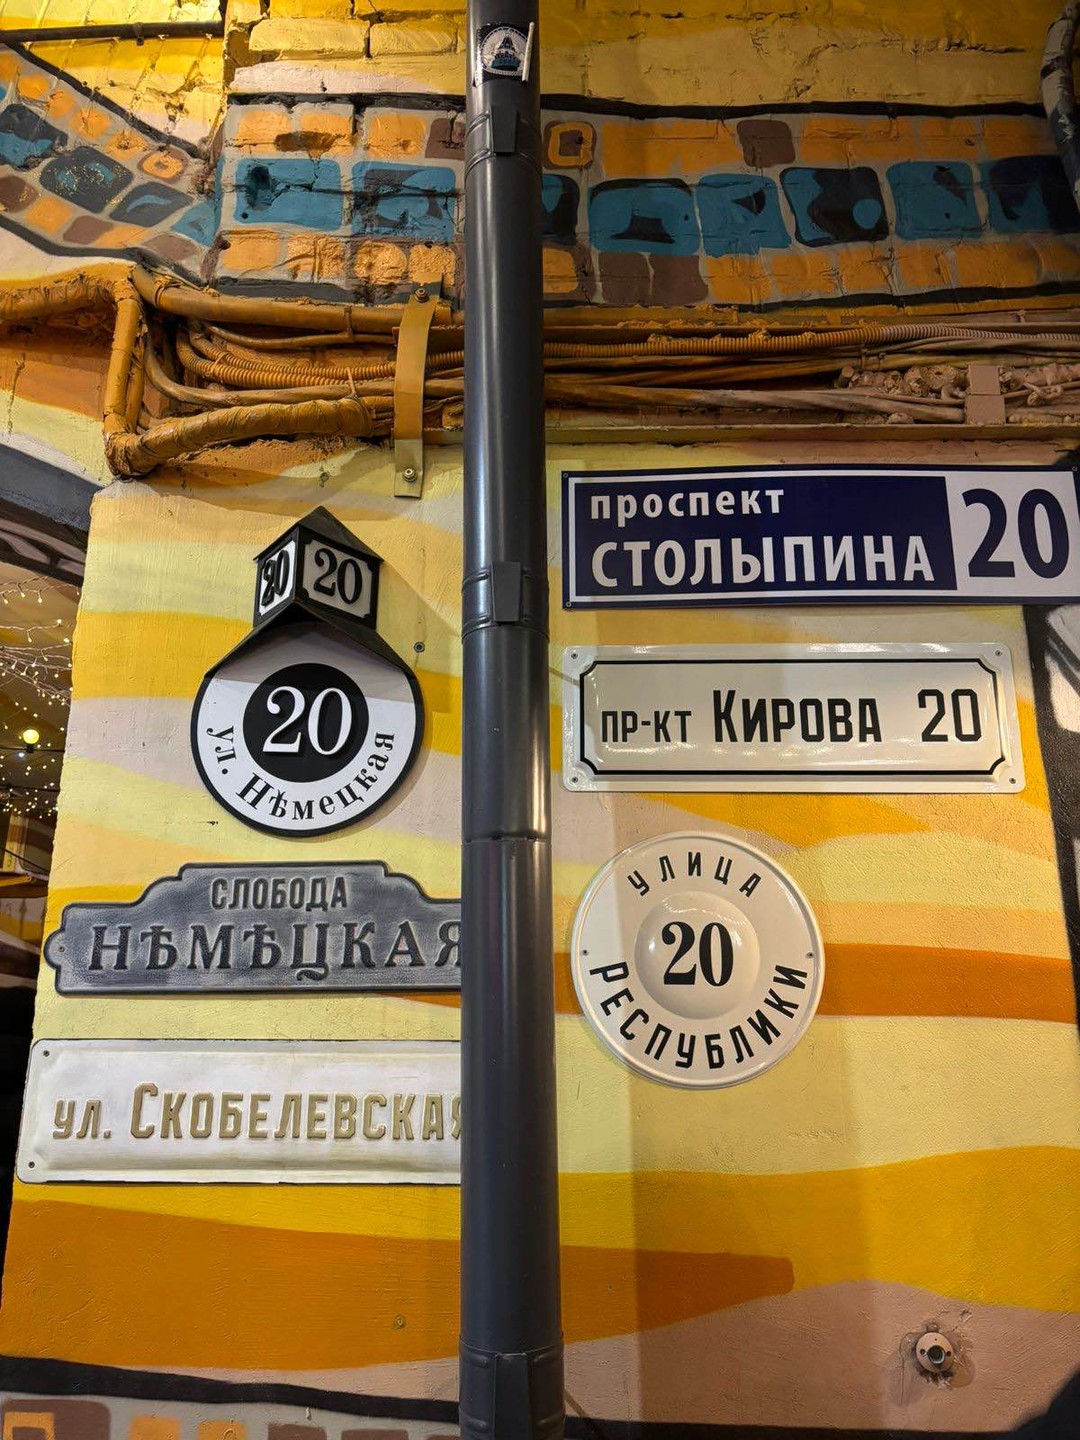 20 20
20
ул. Нѣмецкая
СЛОБОДА
НѢМѢЦКАЯ
ул. СКОБЕЛЕВСКАЯ
проспект
СТОЛЫПИНА 20
ПР-КТ КИРОВА 20
УЛИЦА
20
РЕСПУБЛИКИ